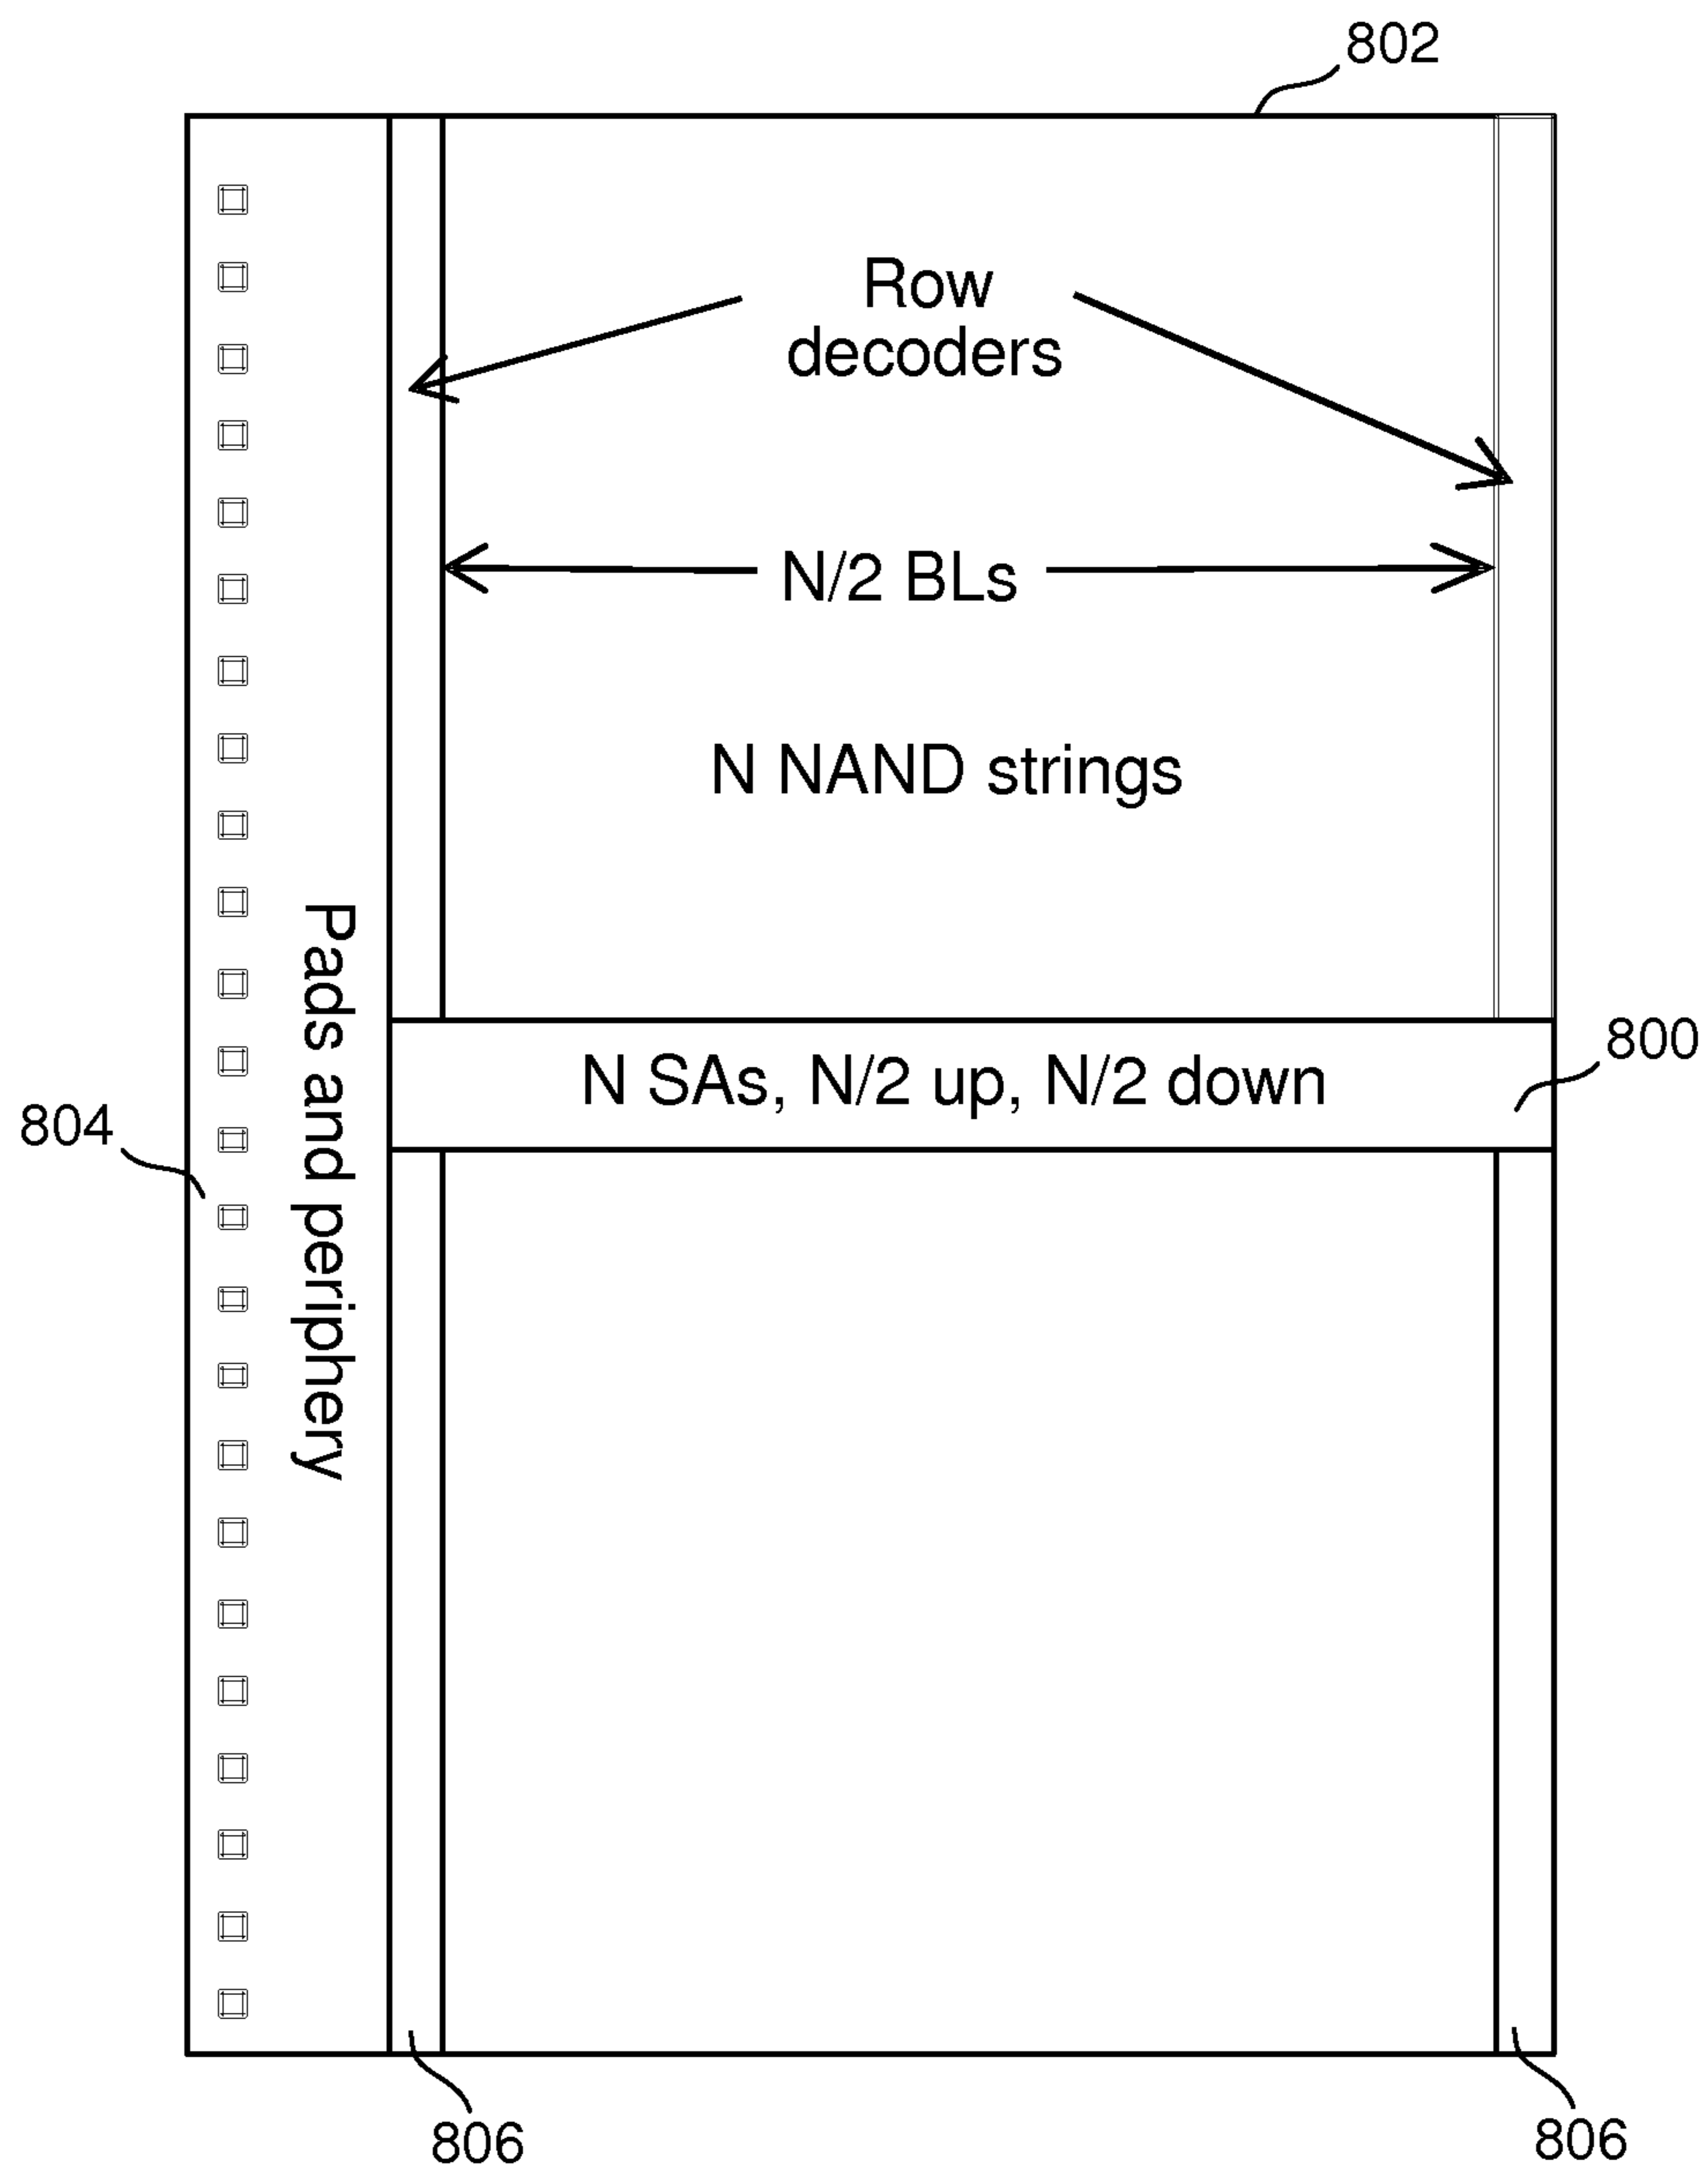 802
Row
decoders
N/2 BLs
N NAND strings
Pads and periphery
N SAs, N/2 up, N/2 down
800
804
806
806